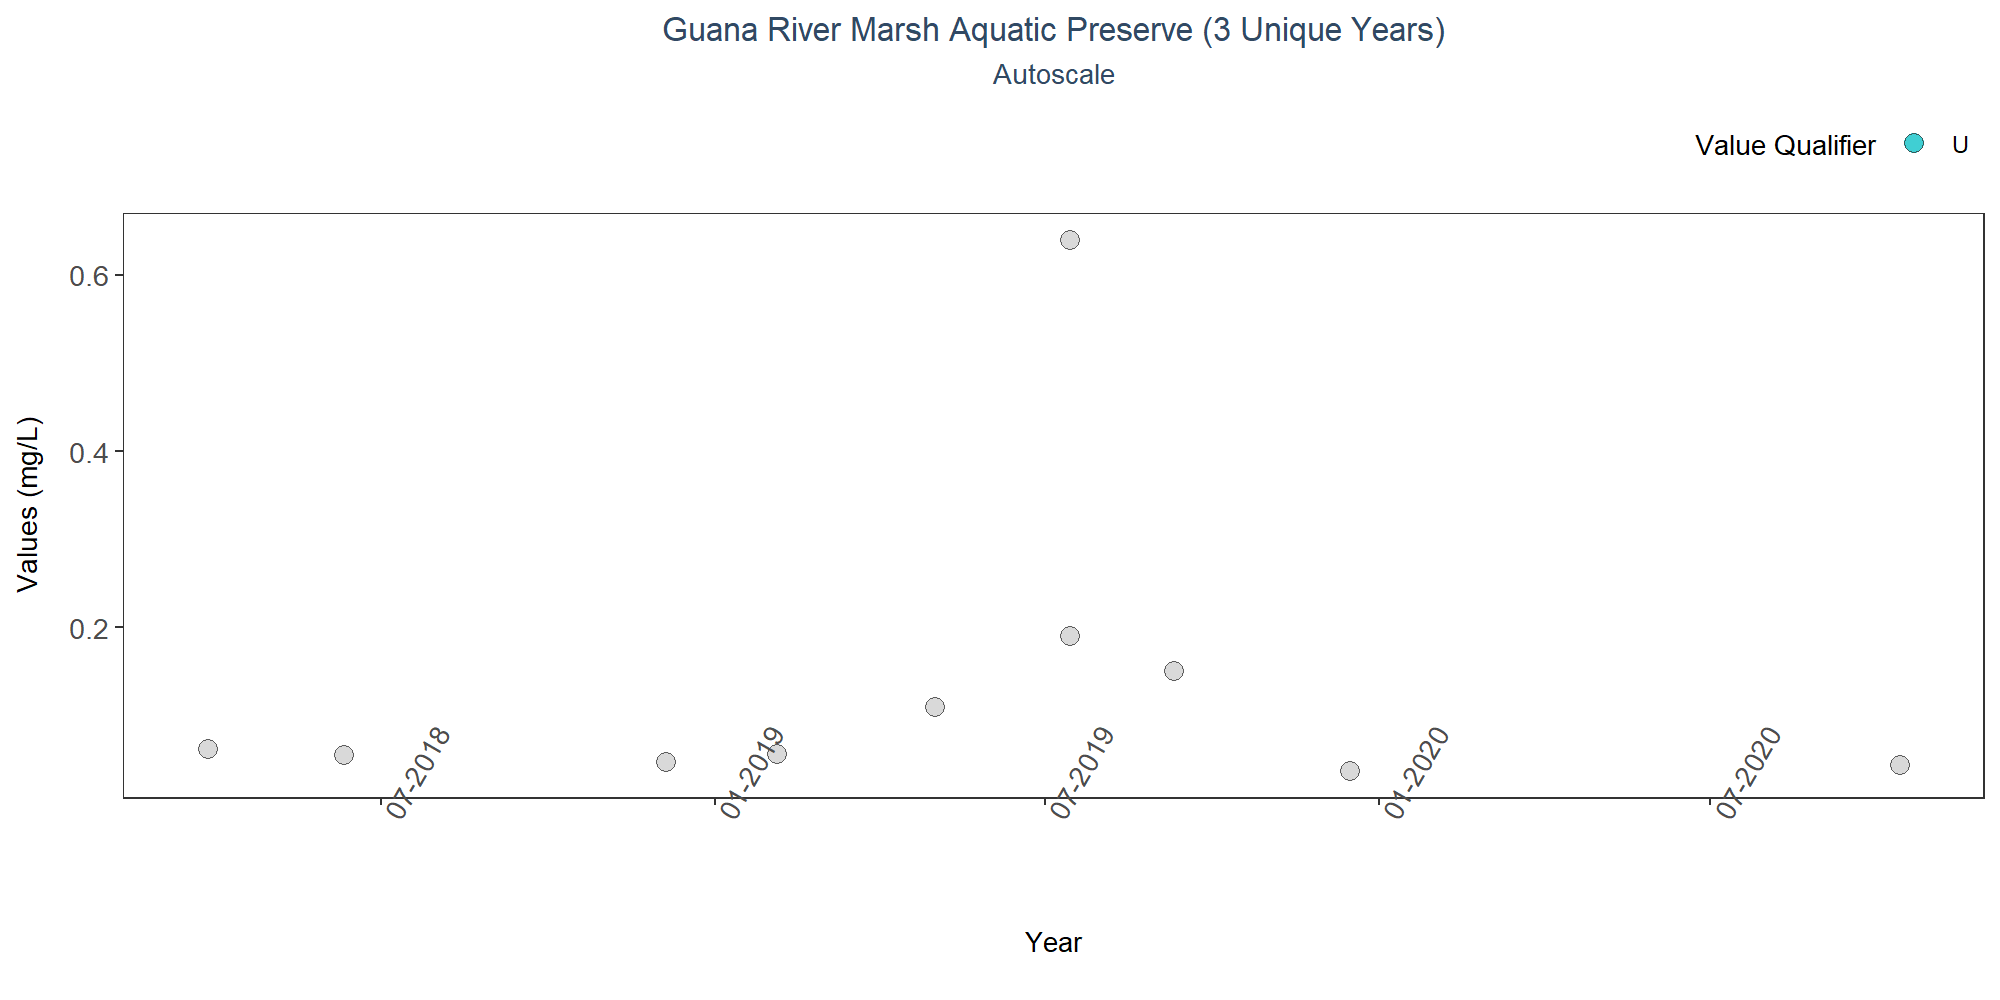 Guana River Marsh Aquatic Preserve (3 Unique Years)
Autoscale
Value Qualifier U
Values (mg/L)
0.6
0.4
0.2
07-2018
01-2019
07-2019
01-2020
07-2020
Year